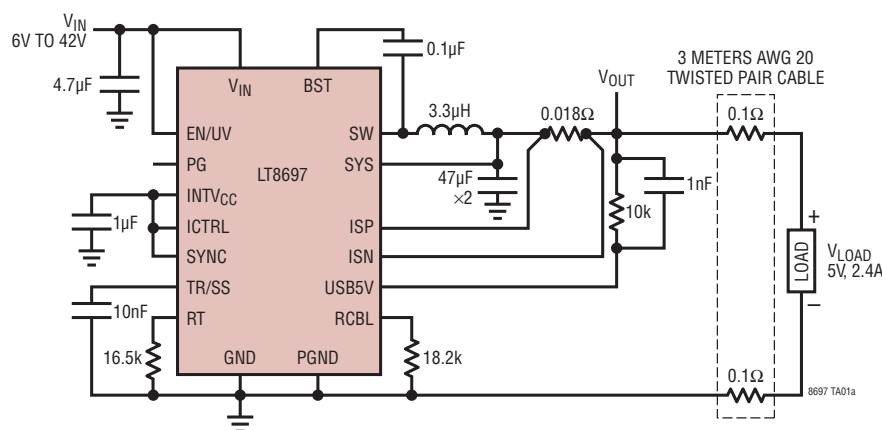 VIN
6V TO 42V
4.7µF
0.1µF
VIN
BST
EN/UV
PG
INTVCC
ICTRL
SYNC
TR/SS
RT
GND
PGND
LT8697
SW
SYS
ISP
ISN
USB5V
RCBL
1µF
10nF
16.5k
18.2k
3.3µH
0.018Ω
47µF
×2
VOUT
10k
1nF
3 METERS AWG 20
TWISTED PAIR CABLE
0.1Ω
0.1Ω
+
LOAD
–
VLOAD
5V, 2.4A
8697 TA01a